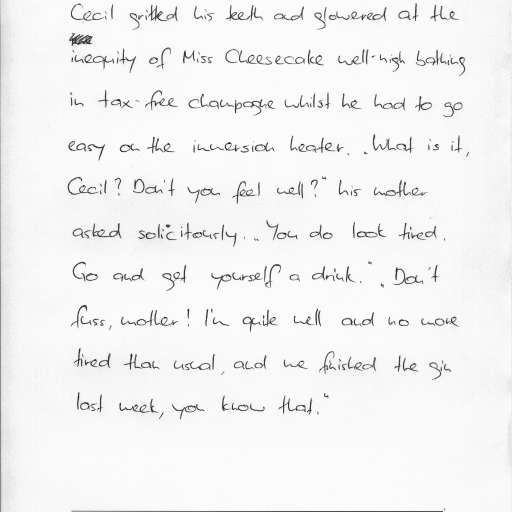 Cecil gritted his teeth and glowered at the
inequity of Miss Cheesecake well-nigh bathing
in tax-free champagne whilst he had to go
easy on the immersion heater. "What is it,
Cecil? Don't you feel well?" his mother
asked solicitously. "You do look tired.
Go and get yourself a drink." "Don't
fuss, mother! I'm quite well and no more
tired than usual, and we finished the gin
last week, you know that."